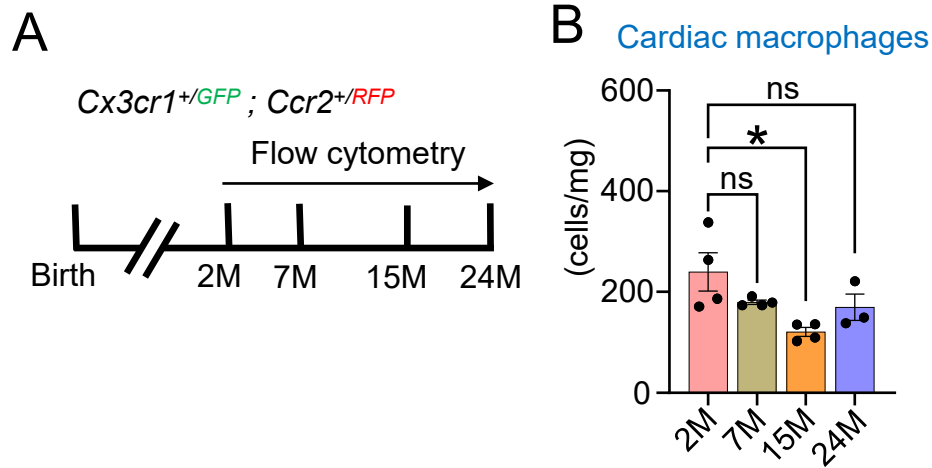 A
Cx3cr1+/GFP ; Ccr2+/RFP
Flow cytometry
Birth
2M
7M
15M
24M
B
Cardiac macrophages
(cells/mg)
600
400
200
0
ns
*
ns
2M
7M
15M
24M